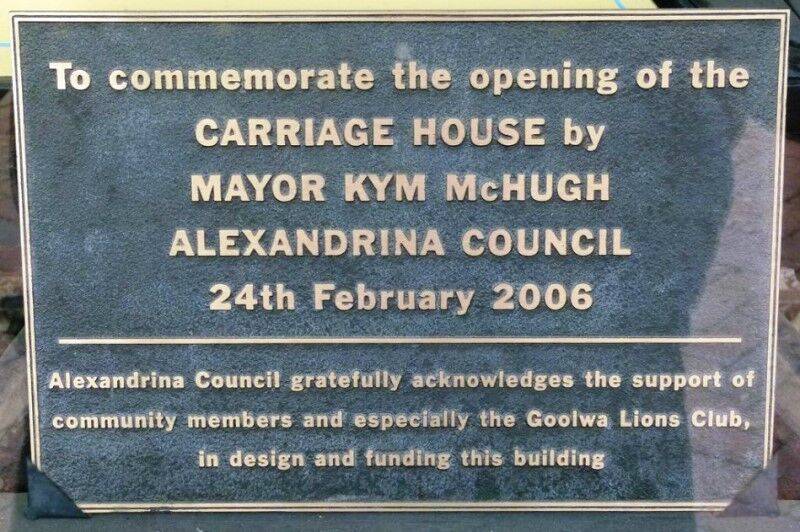 To commemorate the opening of the
CARRIAGE HOUSE by
MAYOR KYM McHUGH
ALEXANDRINA COUNCIL
24th February 2006
Alexandrina Council gratefully acknowledges the support of
community members and especially the Goolwa Lions Club,
in design and funding this building